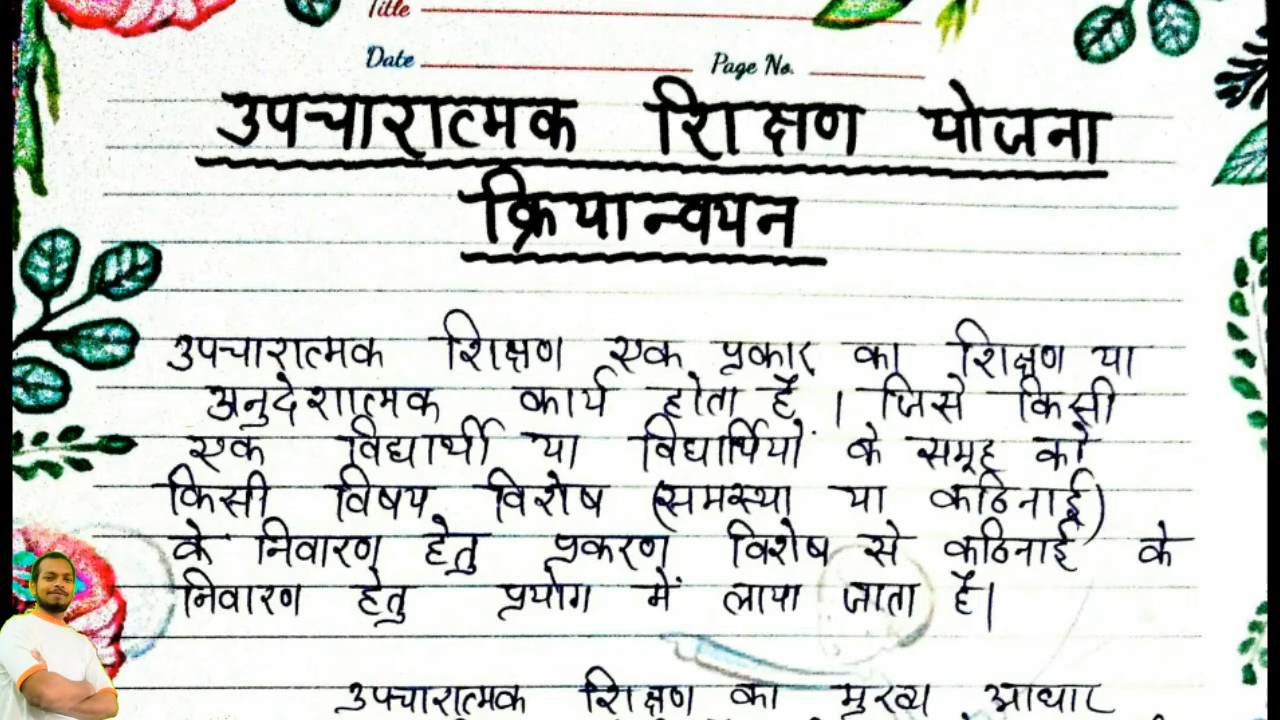 Title
Date Page No.
उपचारात्मक शिक्षण योजना
क्रियान्वयन
उपचारात्मक शिक्षण एक प्रकार का शिक्षण या
अनुदेशात्मक कार्य होता है । जिसे किसी
एक विद्यार्थी या विद्यार्थियों के समूह को
किसी विषय विशेष (समस्या या कठिनाई)
के निवारण हेतु प्रकरण विशेष से कठिनाई के
निवारण हेतु प्रयोग में लाया जाता है।
उपचारात्मक शिक्षण का मुख्य आधार